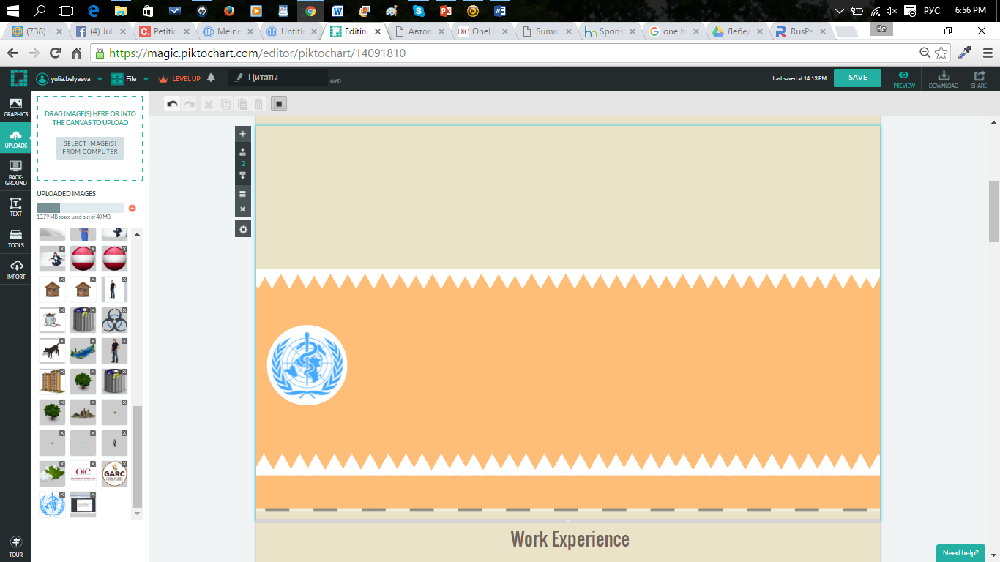 РУС
6:56 PM
(738)
(4) Jul
Petitio
Meine
Untitle
Editin
Автоп
OneH
Summ
Spons
one he
Лебед
RusPe
Be
https://magic.piktochart.com/editor/piktochart/14091810
yulia.belyaeva
File
LEVEL UP
Цитаты
6/60
Last saved at 14:13 PM
SAVE
PREVIEW
DOWNLOAD
SHARE
GRAPHICS
UPLOADS
BACK-
GROUND
TEXT
TOOLS
IMPORT
TOUR
DRAG IMAGE(S) HERE OR INTO
THE CANVAS TO UPLOAD
SELECT IMAGE(S)
FROM COMPUTER
UPLOADED IMAGES
10.79 MB space used out of 40 MB
Oie
GARC
2
Work Experience
Need help?